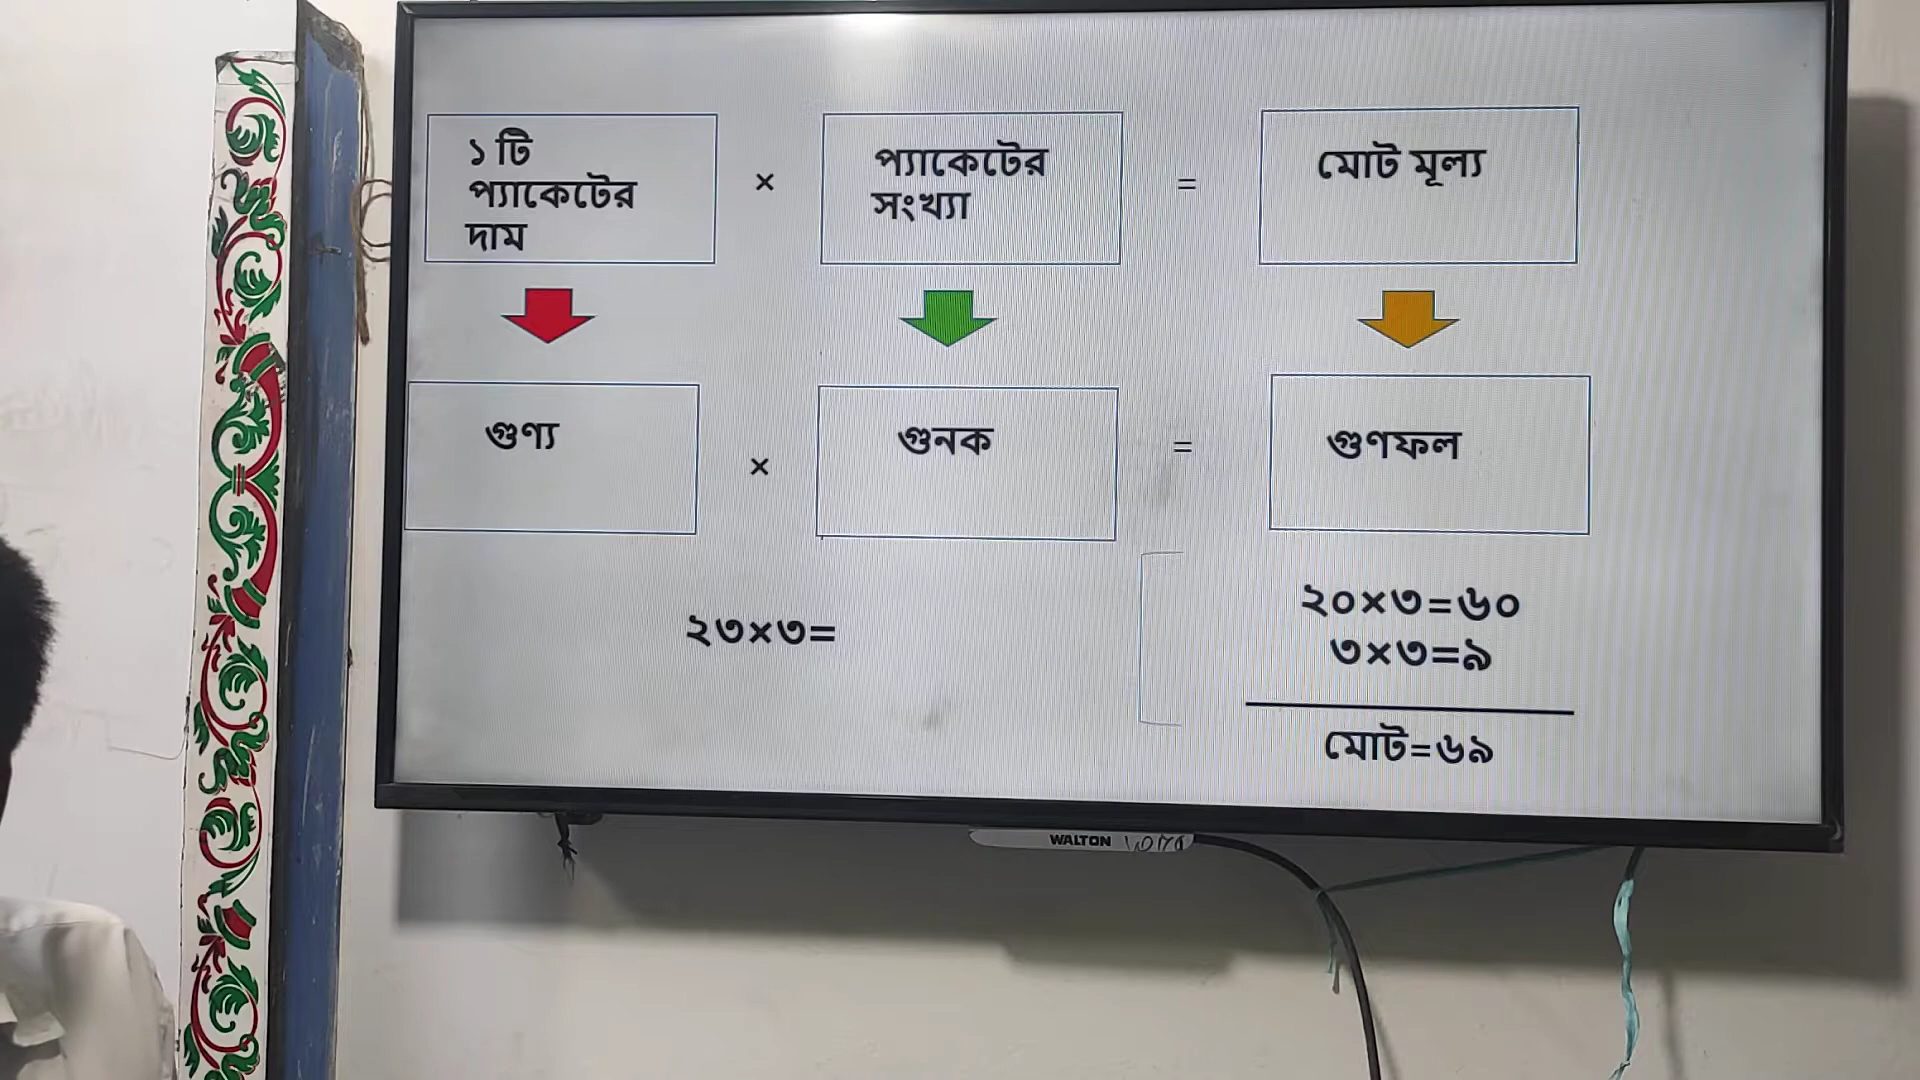 ১ টি
প্যাকেটের
দাম
×
প্যাকেটের
সংখ্যা
=
মোট মূল্য
গুণ্য
×
গুনক
=
গুণফল
২৩×৩=
২০×৩=৬০
৩×৩=৯
মোট=৬৯
WALTON